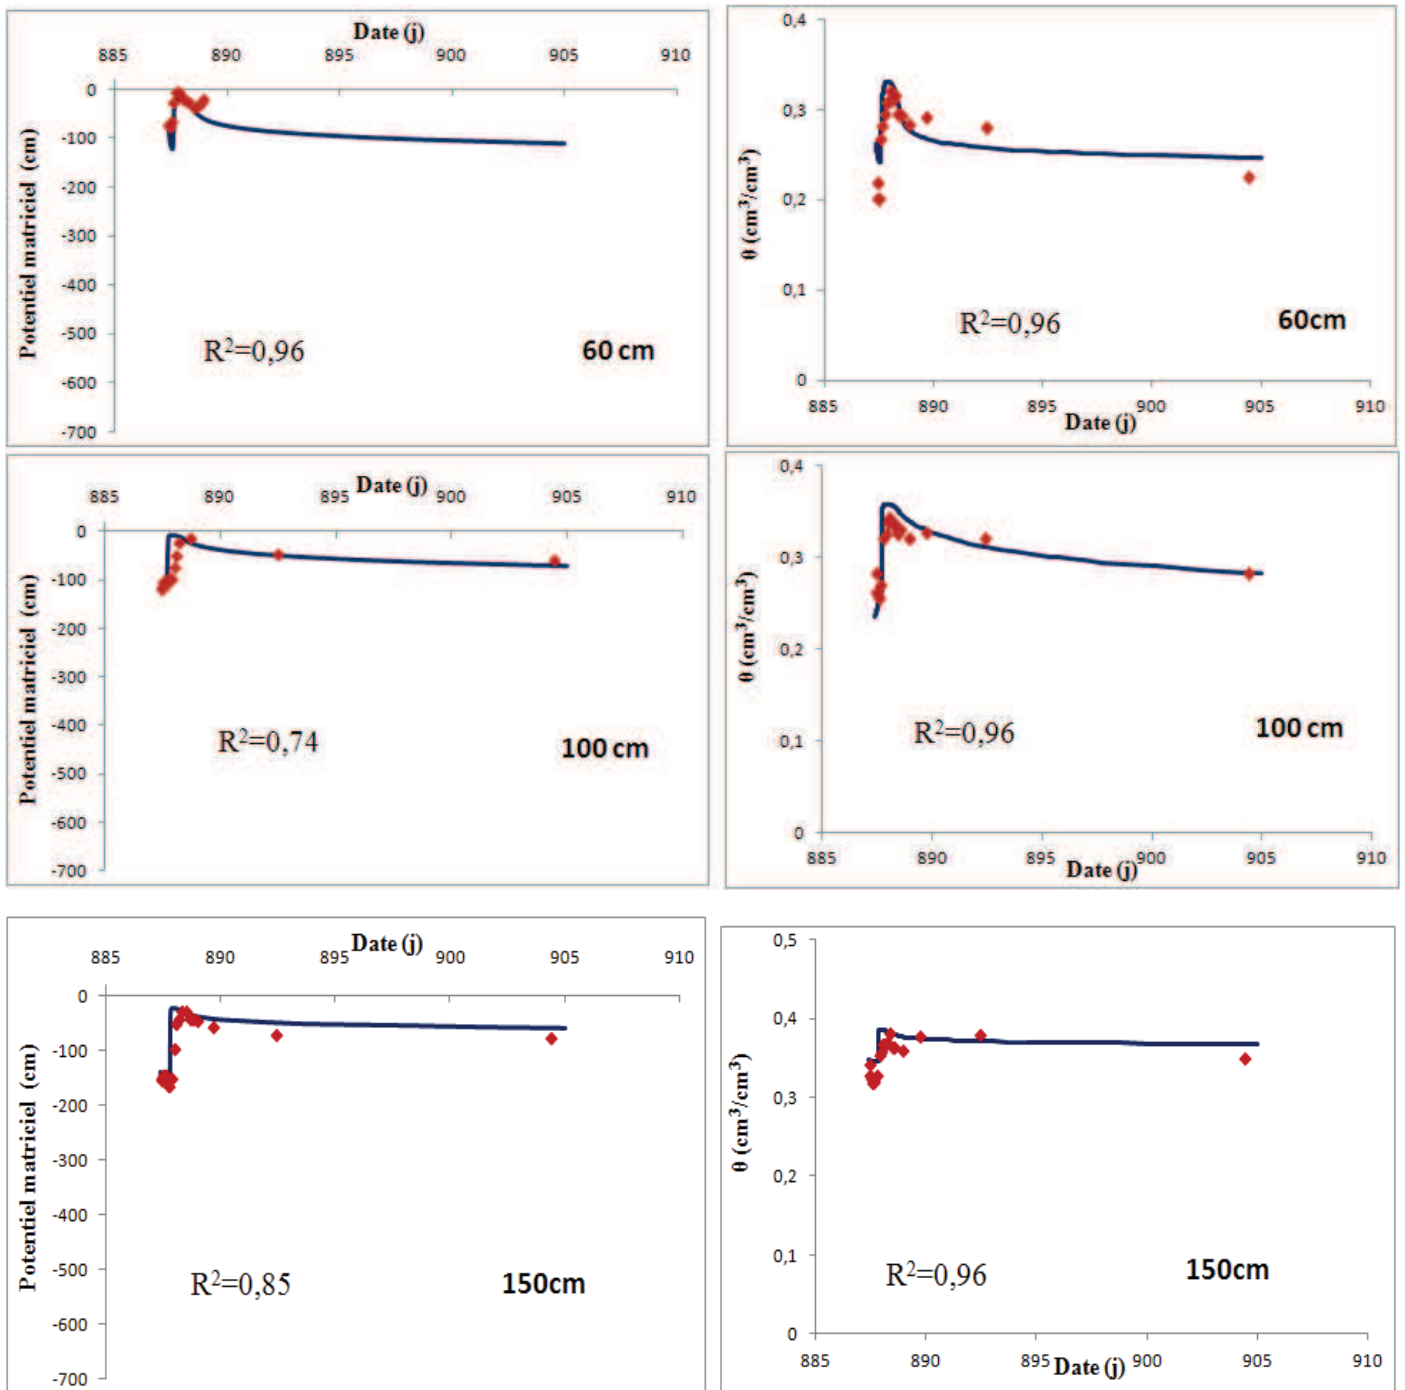 Date (j)
885 890 895 900 905 910
0
-100
-200
-300
-400
-500
-600
-700
Potentiel matriciel (cm)
R²=0,96
60 cm
0,4
0,3
0,2
0,1
0
θ (cm³/cm³)
R²=0,96
60cm
885 890 895 900 905 910
Date (j)
Date (j)
885 890 895 900 905 910
0
-100
-200
-300
-400
-500
-600
-700
Potentiel matriciel (cm)
R²=0,74
100 cm
0,4
0,3
0,2
0,1
0
θ (cm³/cm³)
R²=0,96
100 cm
885 890 895 900 905 910
Date (j)
Date (j)
885 890 895 900 905 910
0
-100
-200
-300
-400
-500
-600
-700
Potentiel matriciel (cm)
R²=0,85
150cm
0,5
0,4
0,3
0,2
0,1
0
θ (cm³/cm³)
R²=0,96
150cm
885 890 895 900 905 910
Date (j)